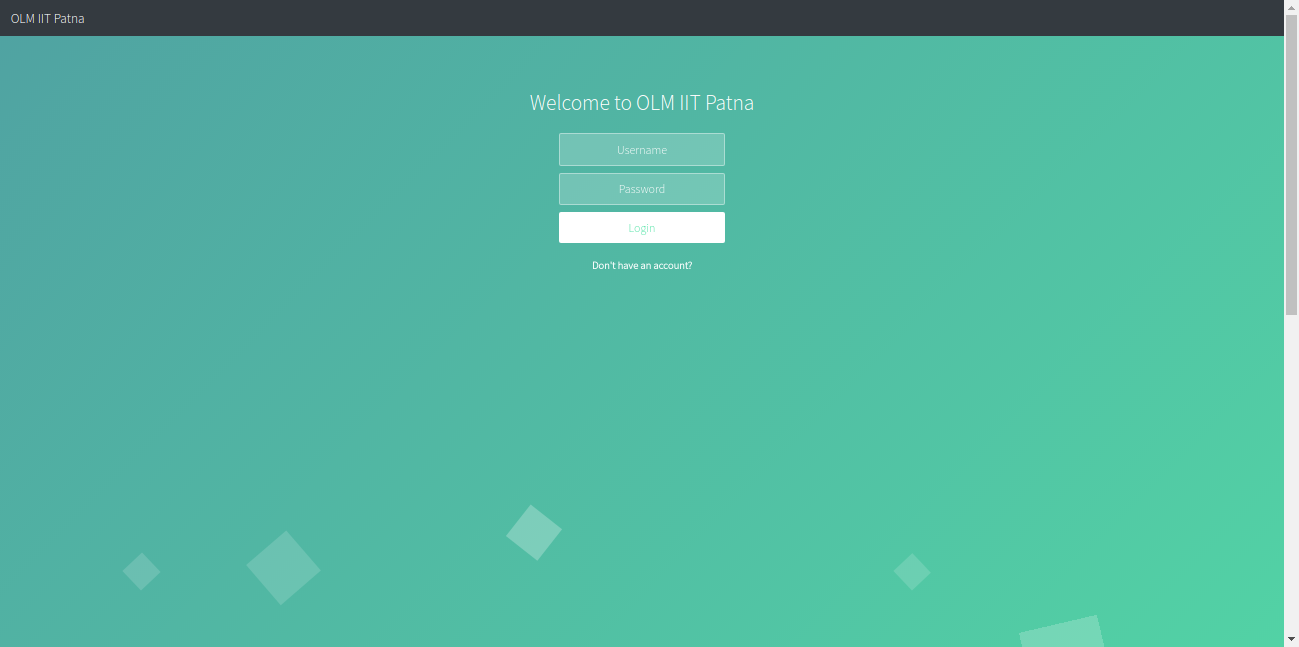 OLM IIT Patna
Welcome to OLM IIT Patna
Username
Password
Login
Don't have an account?